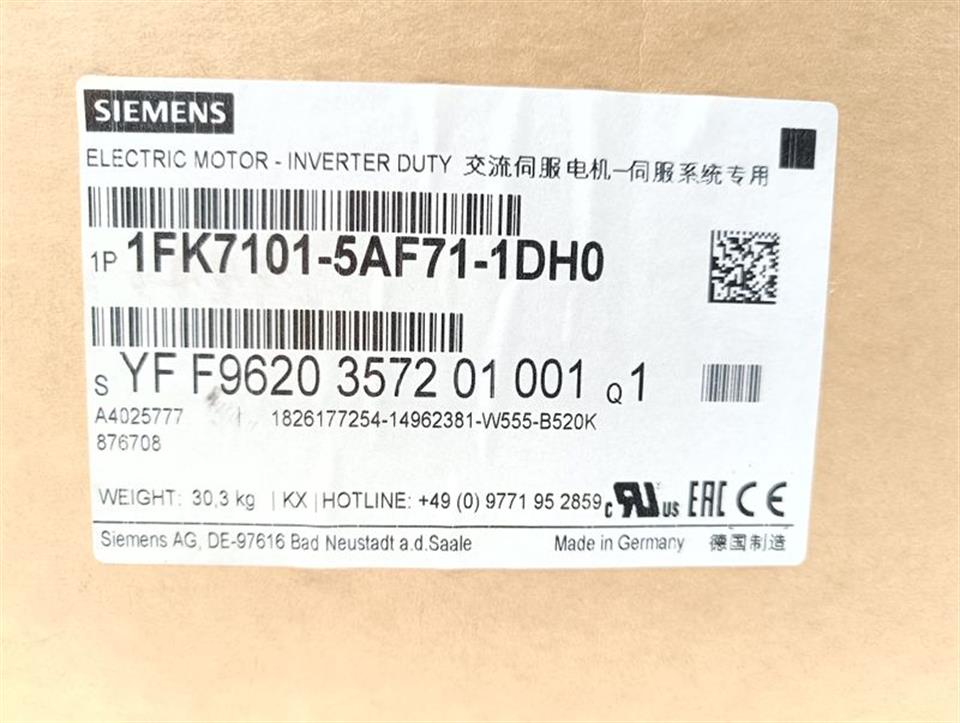 SIEMENS
ELECTRIC MOTOR - INVERTER DUTY 交流伺服电机—伺服系统专用
1P 1FK7101-5AF71-1DH0
S YF F9620 3572 01 001 Q 1
A4025777 1826177254-14962381-W555-B520K
876708
WEIGHT: 30,3 kg | KX | HOTLINE: +49 (0) 9771 95 2859 c RU us EAC CE
Siemens AG, DE-97616 Bad Neustadt a.d.Saale Made in Germany 德国制造